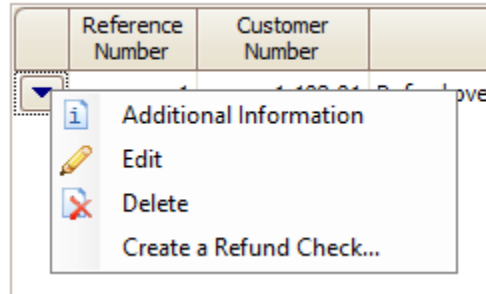 Reference
Number
Customer
Number
Additional Information
Edit
Delete
Create a Refund Check...